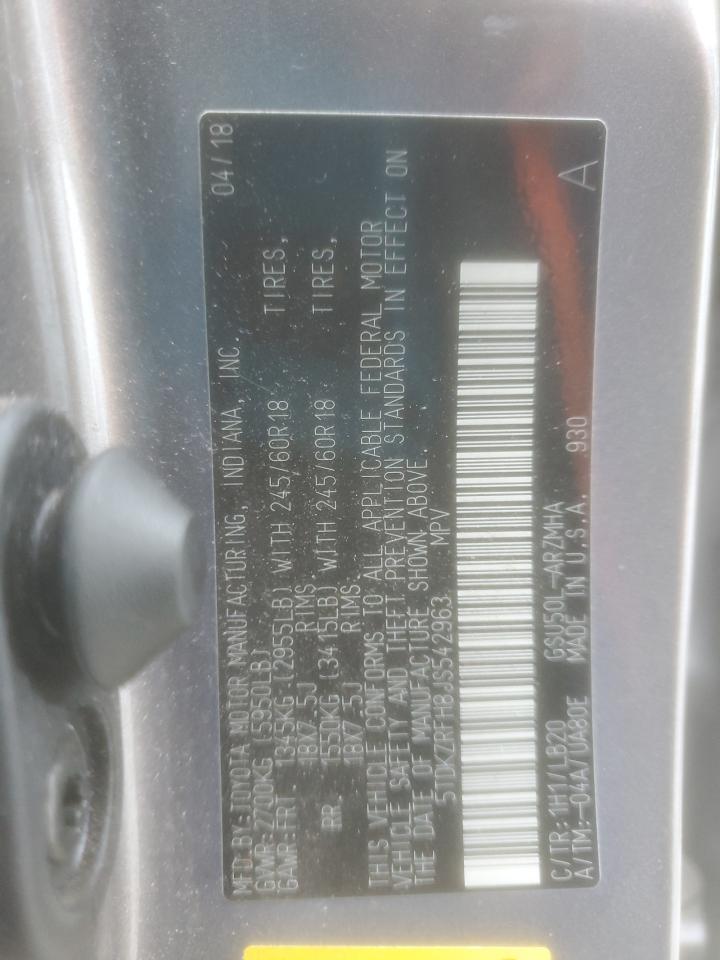 MFD.BY:TOYOTA MOTOR MANUFACTURING, INDIANA, INC. 04/18
GVWR:2700KG (5950LB)
GAWR:FRT. 1345KG (2955LB) WITH 245/60R18 TIRES,
18X7.5J RIMS.
RR 1550KG (3415LB) WITH 245/60R18 TIRES,
18X7.5J RIMS.
THIS VEHICLE CONFORMS TO ALL APPLICABLE FEDERAL MOTOR
VEHICLE SAFETY AND THEFT PREVENTION STANDARDS IN EFFECT ON
THE DATE OF MANUFACTURE SHOWN ABOVE.
5TDKZRFH8JS542963 MPV
C/TR:1H1/LB20 GSU50L-ARZMHA
A/TM:-04A/UA80E MADE IN U.S.A. 930 A